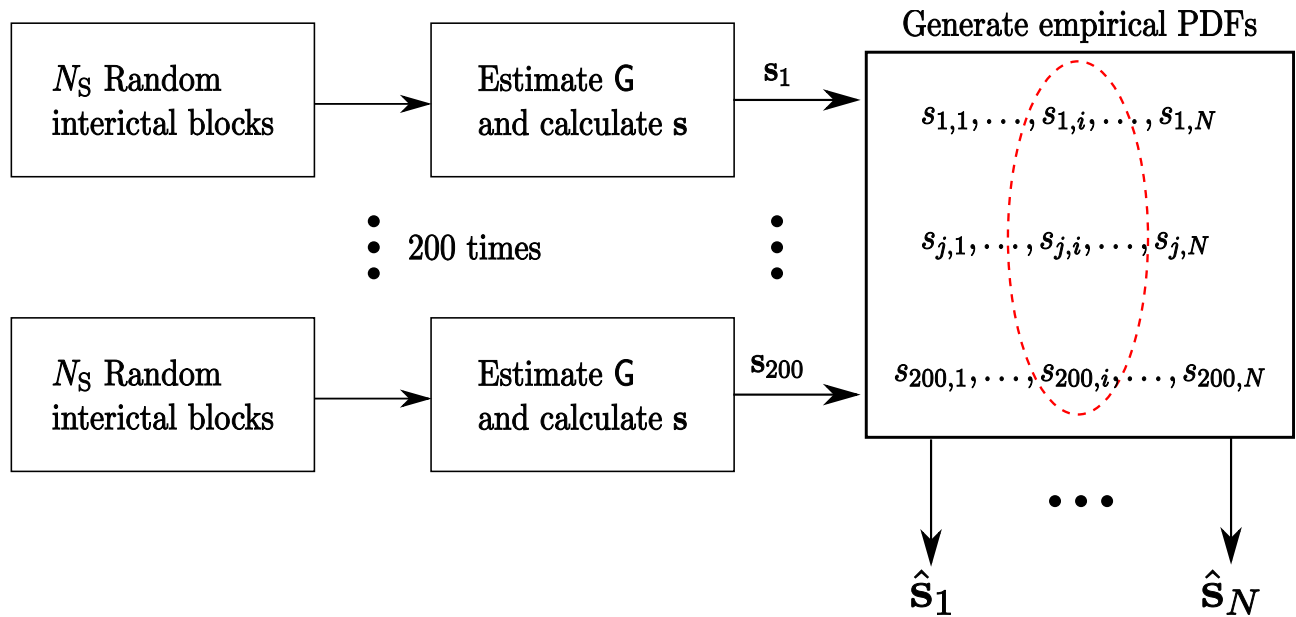 Generate empirical PDFs
N_S Random
interictal blocks
Estimate G
and calculate s
s_1
s_{1,1}, ..., s_{1,i}, ..., s_{1,N}
200 times
s_{j,1}, ..., s_{j,i}, ..., s_{j,N}
N_S Random
interictal blocks
Estimate G
and calculate s
s_{200}
s_{200,1}, ..., s_{200,i}, ..., s_{200,N}
ŝ_1
ŝ_N